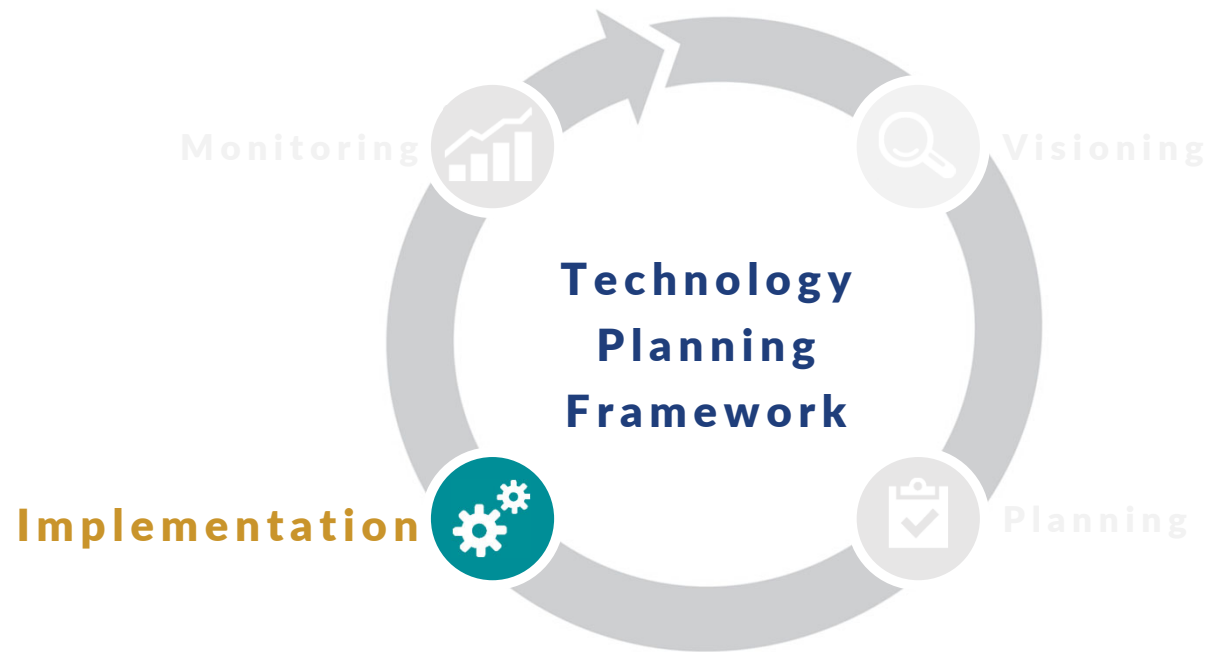 Monitoring
Visioning
Technology
Planning
Framework
Implementation
Planning